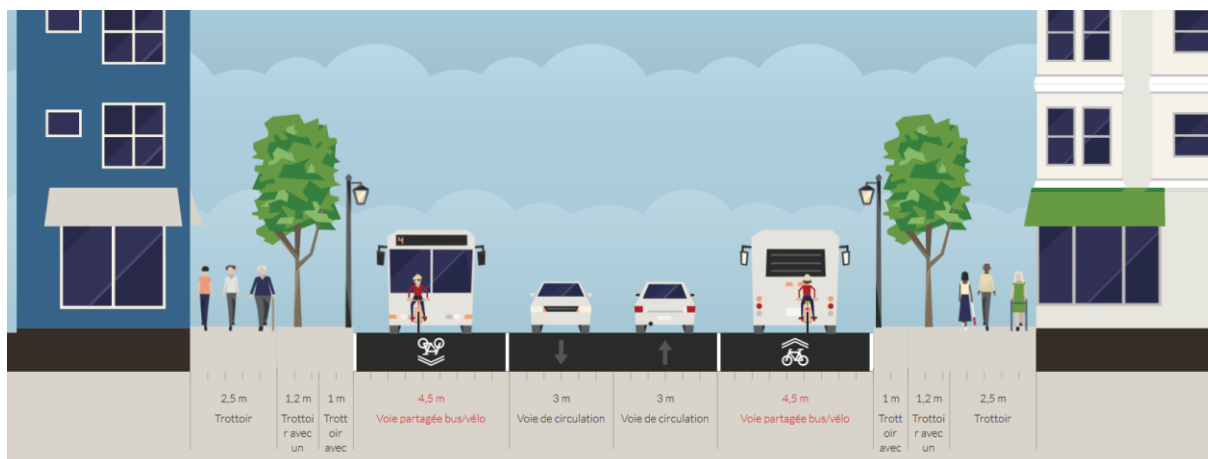 4
2,5 m
Trottoir
1,2 m
Trottoi
r avec
un
1 m
Trott
oir
avec
4,5 m
Voie partagée bus/vélo
3 m
Voie de circulation
3 m
Voie de circulation
4,5 m
Voie partagée bus/vélo
1 m
Trott
oir
avec
1,2 m
Trottoi
r avec
un
2,5 m
Trottoir